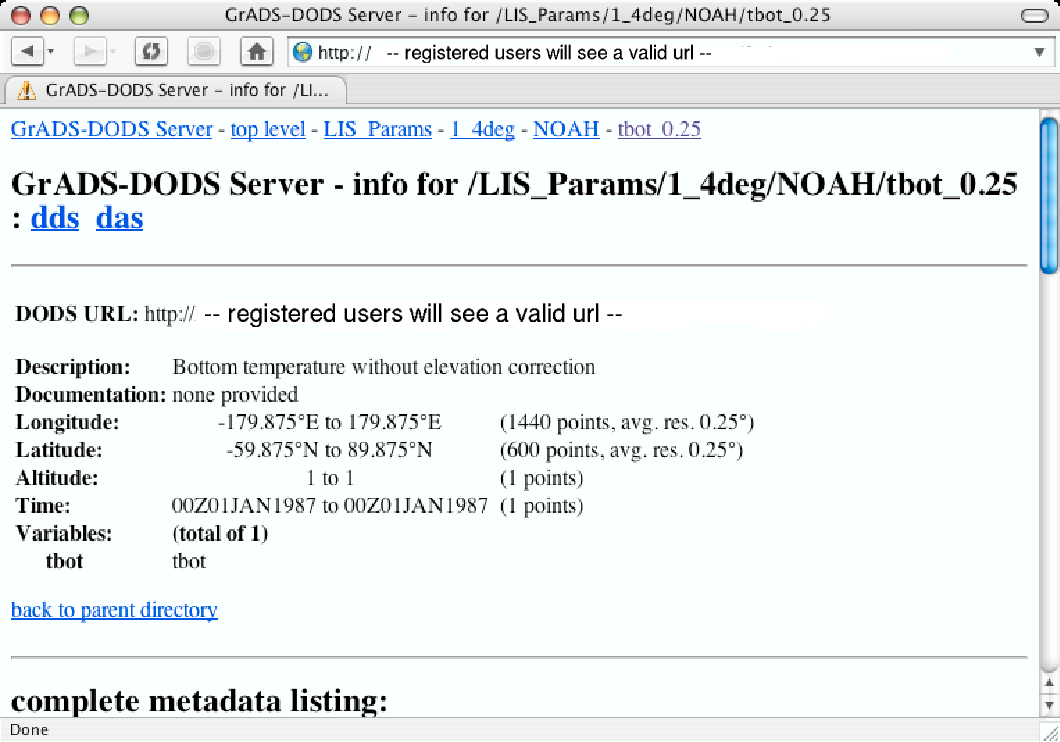 GrADS-DODS Server – info for /LIS_Params/1_4deg/NOAH/tbot_0.25
http:// -- registered users will see a valid url --
GrADS-DODS Server – info for /LI...
GrADS-DODS Server - top level - LIS_Params - 1_4deg - NOAH - tbot_0.25
GrADS-DODS Server - info for /LIS_Params/1_4deg/NOAH/tbot_0.25
: dds das
DODS URL: http:// -- registered users will see a valid url --
Description: Bottom temperature without elevation correction
Documentation: none provided
Longitude: -179.875°E to 179.875°E (1440 points, avg. res. 0.25°)
Latitude: -59.875°N to 89.875°N (600 points, avg. res. 0.25°)
Altitude: 1 to 1 (1 points)
Time: 00Z01JAN1987 to 00Z01JAN1987 (1 points)
Variables: (total of 1)
tbot tbot
back to parent directory
complete metadata listing:
Done